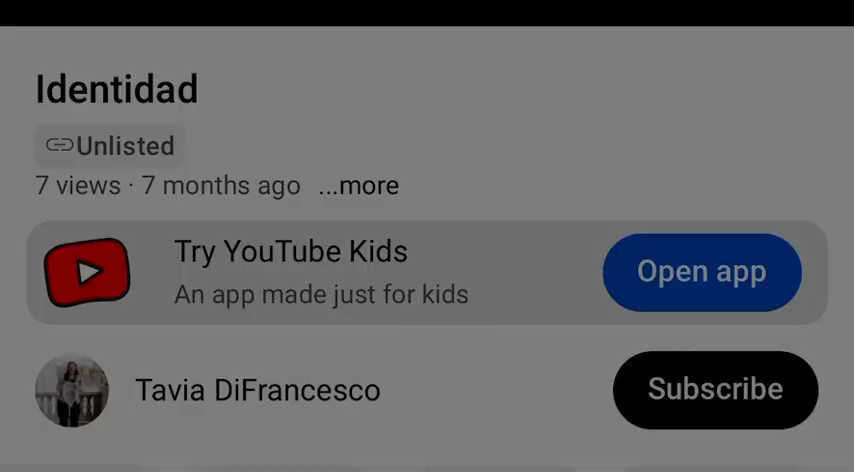 Identidad
Unlisted
7 views · 7 months ago ...more
Try YouTube Kids
An app made just for kids
Open app
Tavia DiFrancesco
Subscribe